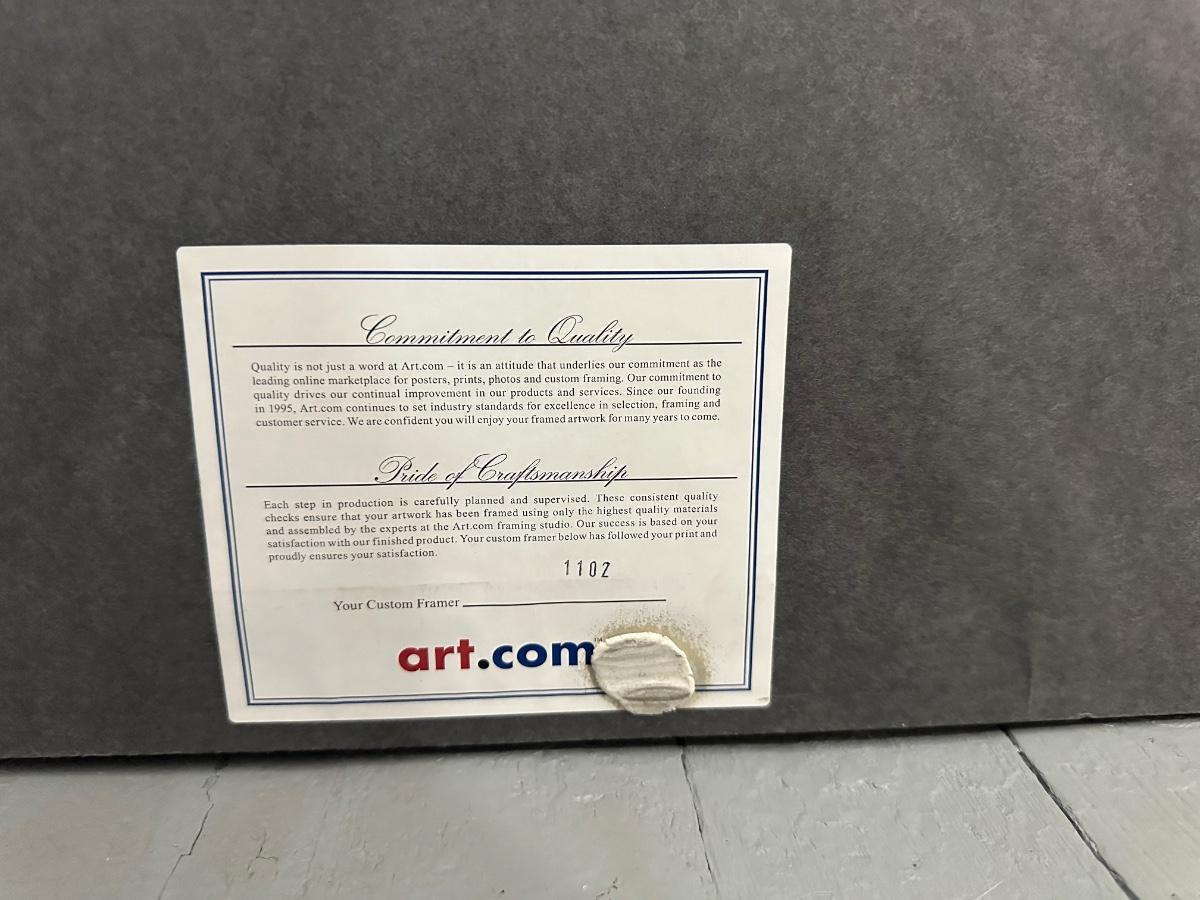 Commitment to Quality
Quality is not just a word at Art.com – it is an attitude that underlies our commitment as the
leading online marketplace for posters, prints, photos and custom framing. Our commitment to
quality drives our continual improvement in our products and services. Since our founding
in 1995, Art.com continues to set industry standards for excellence in selection, framing and
customer service. We are confident you will enjoy your framed artwork for many years to come.
Pride of Craftsmanship
Each step in production is carefully planned and supervised. These consistent quality
checks ensure that your artwork has been framed using only the highest quality materials
and assembled by the experts at the Art.com framing studio. Our success is based on your
satisfaction with our finished product. Your custom framer below has followed your print and
proudly ensures your satisfaction.
1102
Your Custom Framer
art.com™